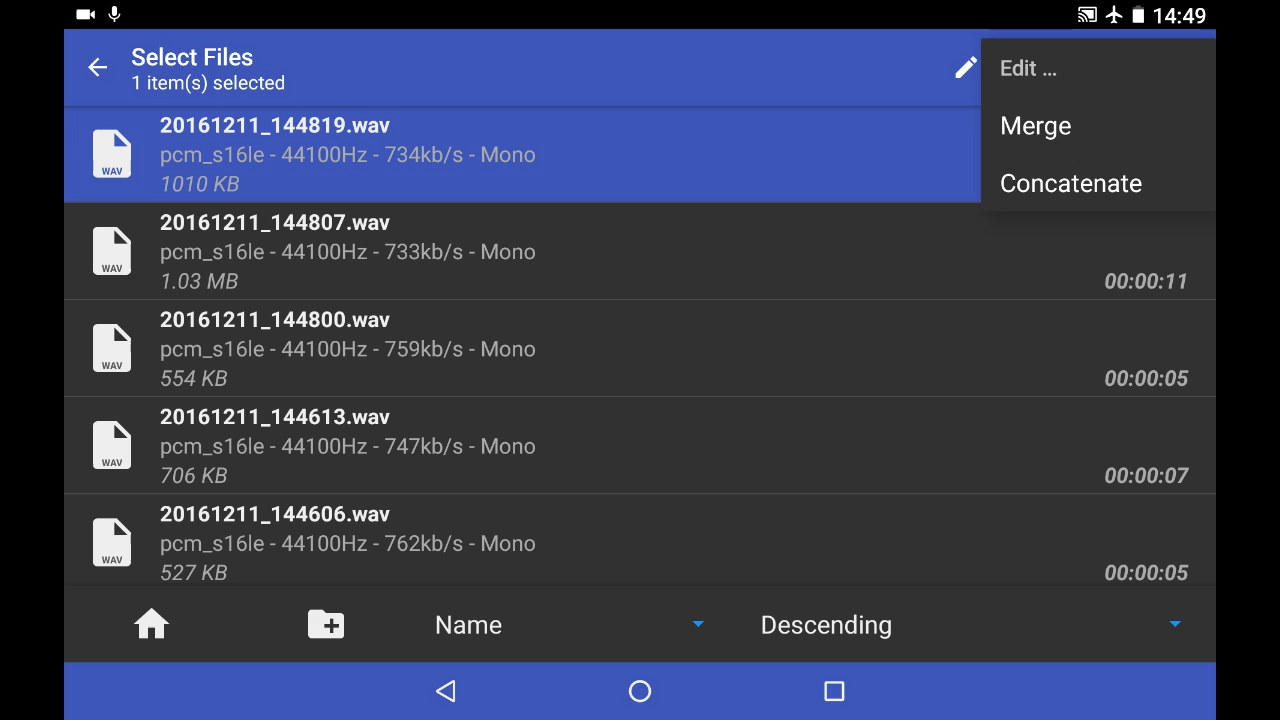 14:49
Select Files
1 item(s) selected
Edit ...
Merge
Concatenate
20161211_144819.wav
pcm_s16le - 44100Hz - 734kb/s - Mono
1010 KB
WAV
20161211_144807.wav
pcm_s16le - 44100Hz - 733kb/s - Mono
1.03 MB
00:00:11
WAV
20161211_144800.wav
pcm_s16le - 44100Hz - 759kb/s - Mono
554 KB
00:00:05
WAV
20161211_144613.wav
pcm_s16le - 44100Hz - 747kb/s - Mono
706 KB
00:00:07
WAV
20161211_144606.wav
pcm_s16le - 44100Hz - 762kb/s - Mono
527 KB
00:00:05
WAV
Name
Descending